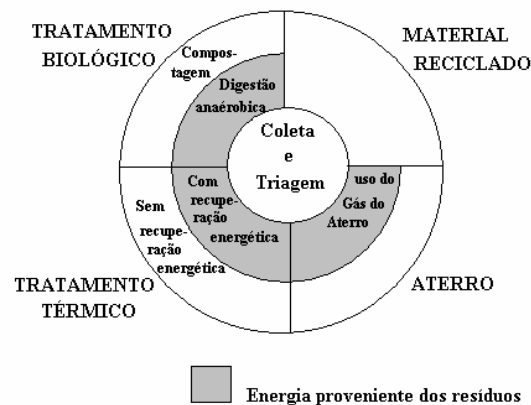 TRATAMENTO
BIOLÓGICO
MATERIAL
RECICLADO
Compos-
tagem
Digestão
anaérobica
Coleta
e
Triagem
Com
recupe-
ração
energética
uso do
Gás do
Aterro
Sem
recupe-
ração
energética
TRATAMENTO
TÉRMICO
ATERRO
Energia proveniente dos resíduos